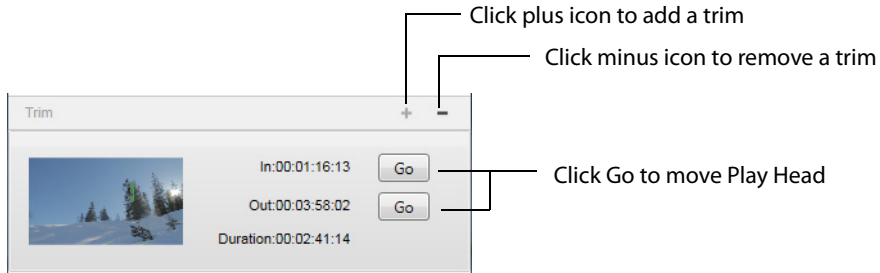 Click plus icon to add a trim
Click minus icon to remove a trim
Trim
In:00:01:16:13 Go
Click Go to move Play Head
Out:00:03:58:02 Go
Duration:00:02:41:14